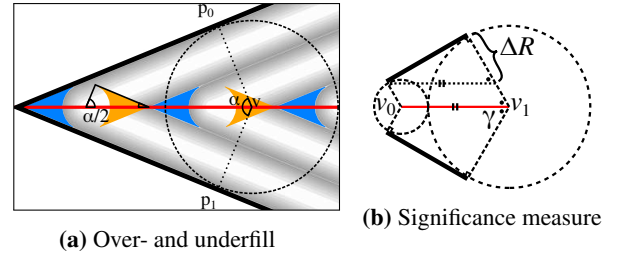 p₀
α
v
α/2
p₁
(a) Over- and underfill
ΔR
v₀
v₁
γ
(b) Significance measure